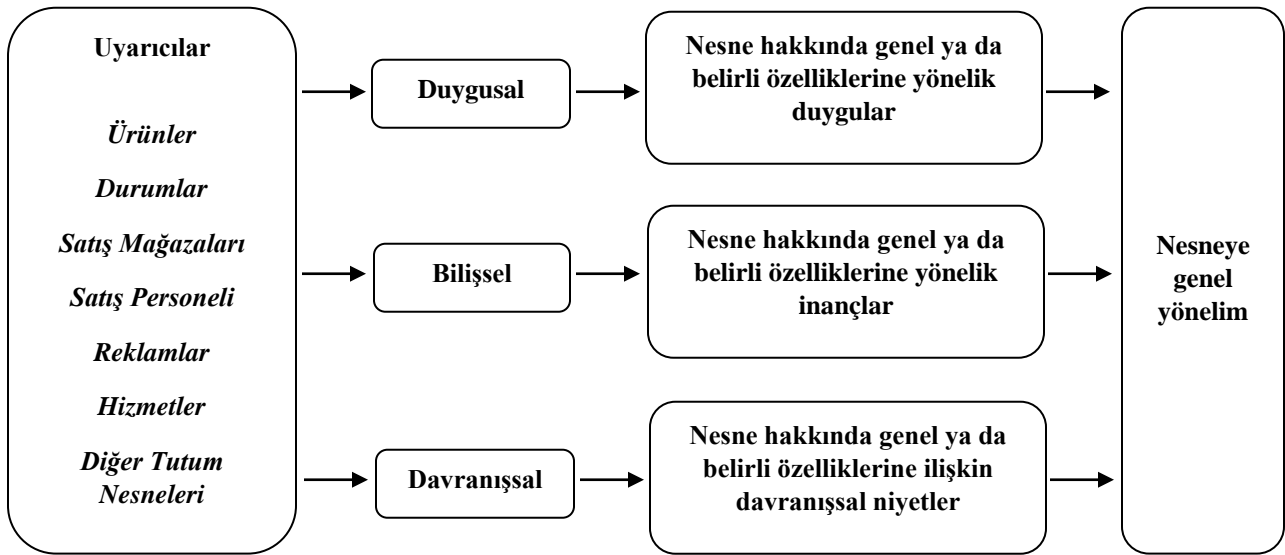 Uyarıcılar
Ürünler
Durumlar
Satış Mağazaları
Satış Personeli
Reklamlar
Hizmetler
Diğer Tutum
Nesneleri
Duygusal
Nesne hakkında genel ya da
belirli özelliklerine yönelik
duygular
Bilişsel
Nesne hakkında genel ya da
belirli özelliklerine yönelik
inançlar
Davranışsal
Nesne hakkında genel ya da
belirli özelliklerine ilişkin
davranışsal niyetler
Nesneye
genel
yönelim